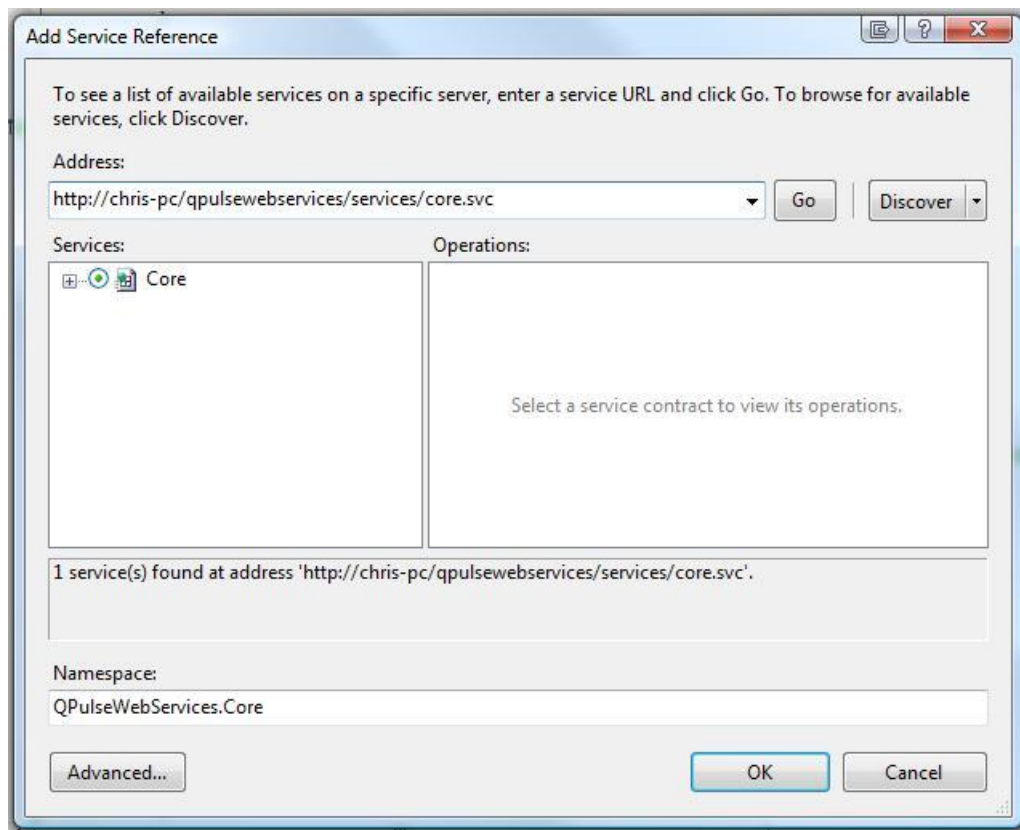 Add Service Reference
To see a list of available services on a specific server, enter a service URL and click Go. To browse for available
services, click Discover.
Address:
http://chris-pc/qpulsewebservices/services/core.svc
Go
Discover
Services:
Operations:
Core
Select a service contract to view its operations.
1 service(s) found at address 'http://chris-pc/qpulsewebservices/services/core.svc'.
Namespace:
QPulseWebServices.Core
Advanced...
OK
Cancel